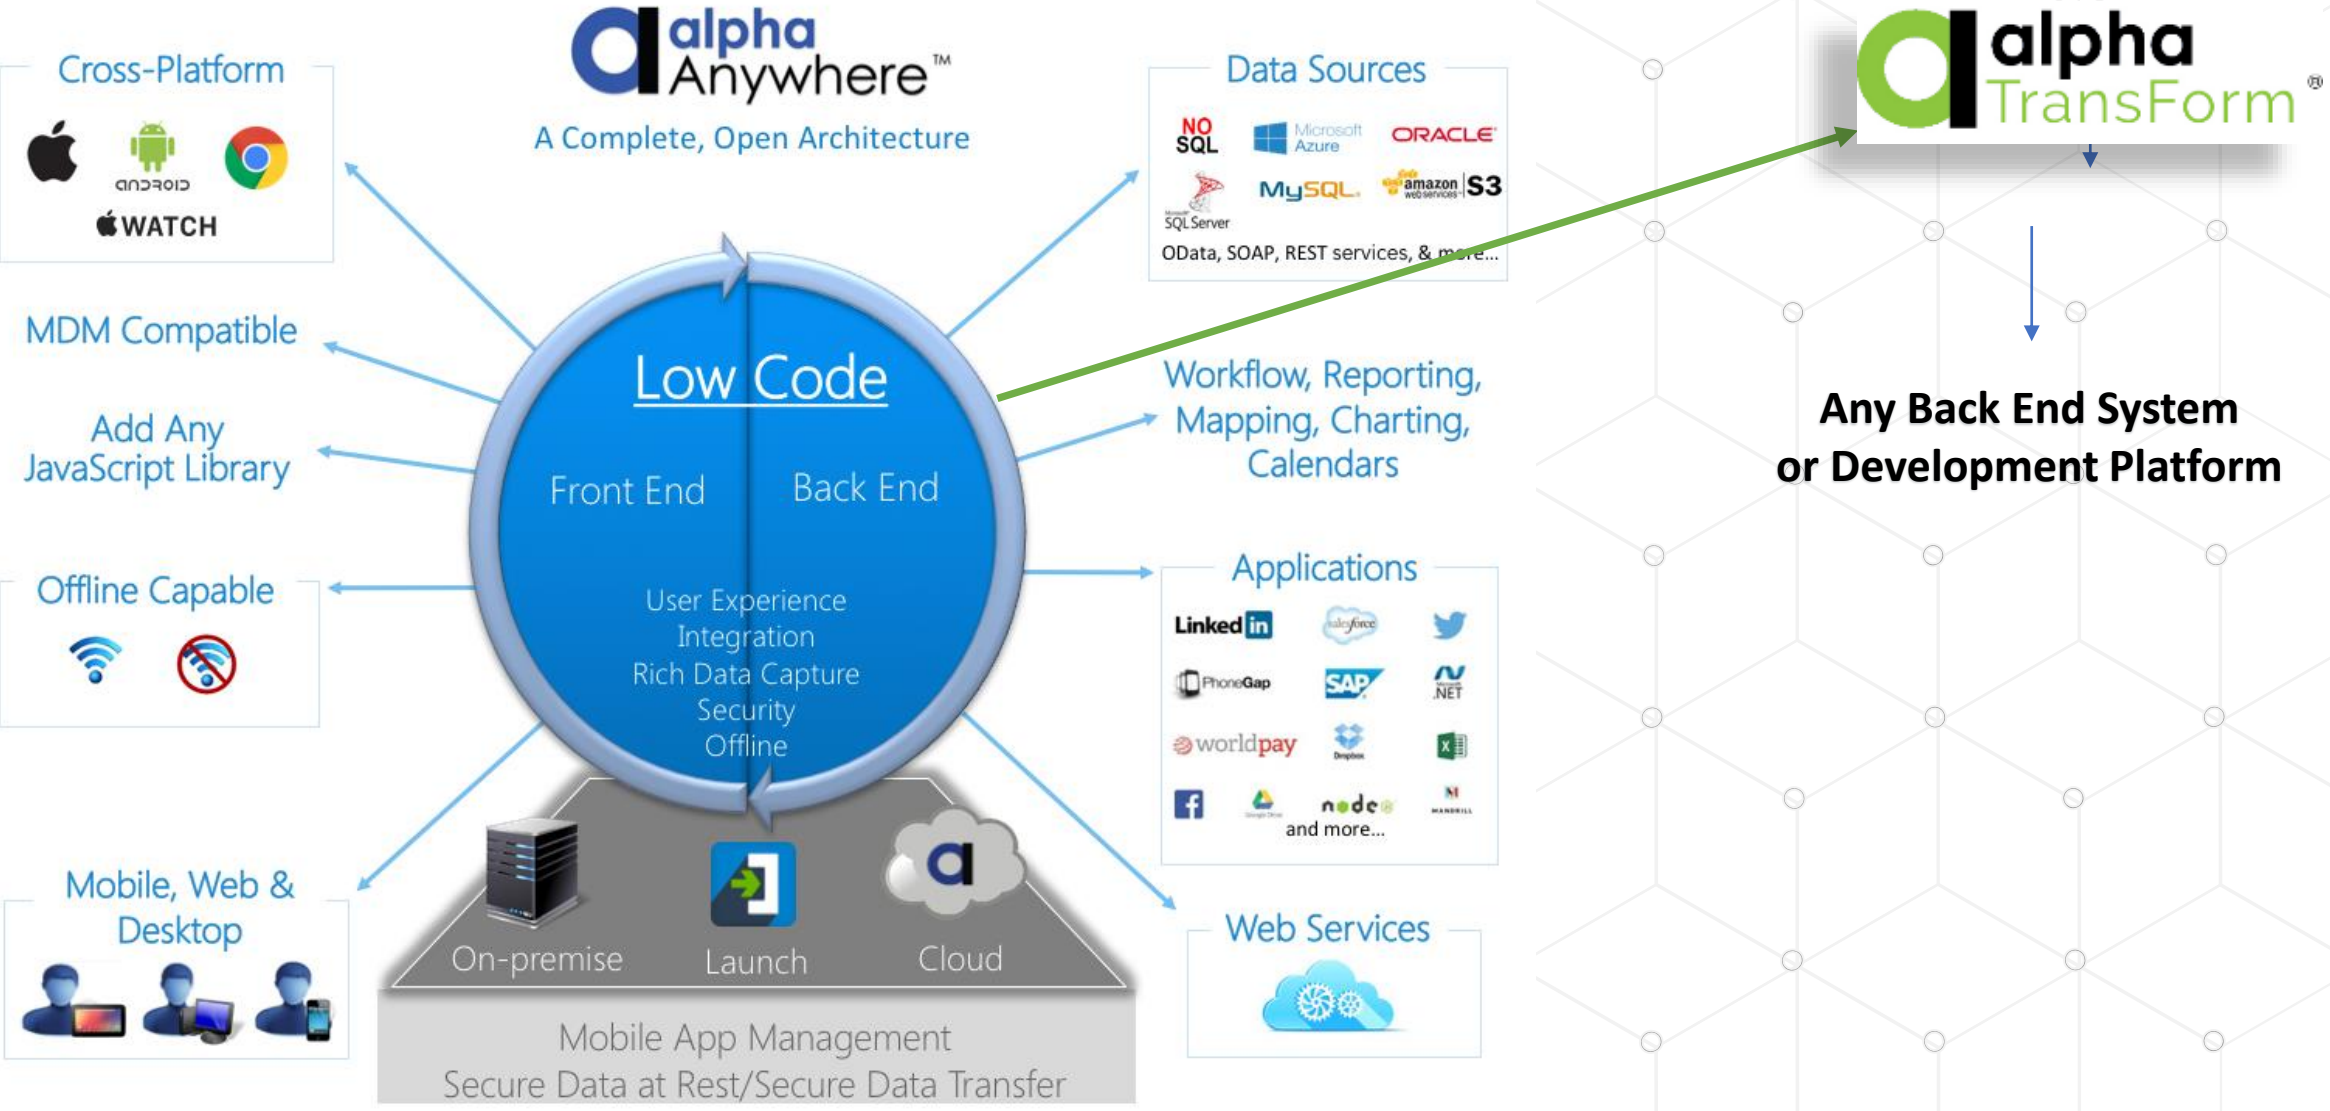 alpha
Anywhere™
A Complete, Open Architecture
Cross-Platform
ANDROID
WATCH
MDM Compatible
Add Any
JavaScript Library
Offline Capable
Mobile, Web &
Desktop
Low Code
Front End
Back End
User Experience
Integration
Rich Data Capture
Security
Offline
On-premise
Launch
Cloud
Mobile App Management
Secure Data at Rest/Secure Data Transfer
Data Sources
NO
SQL
Microsoft
Azure
ORACLE
Microsoft
SQL Server
MySQL
amazon
web services
S3
OData, SOAP, REST services, & more...
Workflow, Reporting,
Mapping, Charting,
Calendars
Applications
Linked in
salesforce
PhoneGap
SAP
Microsoft
.NET
worldpay
Dropbox
X
f
Google Drive
node
MANDRILL
and more...
Web Services
alpha
TransForm®
Any Back End System
or Development Platform